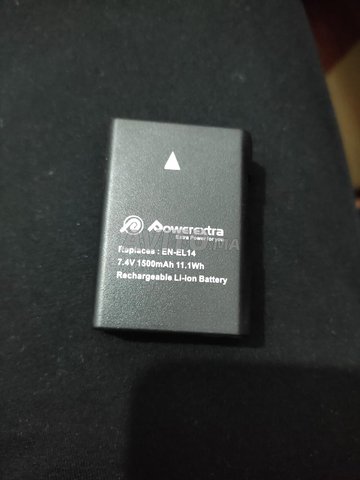 Powerextra
Extra Power for you
Replaces : EN-EL14
7.4V 1500mAh 11.1Wh
Rechargeable Li-ion Battery